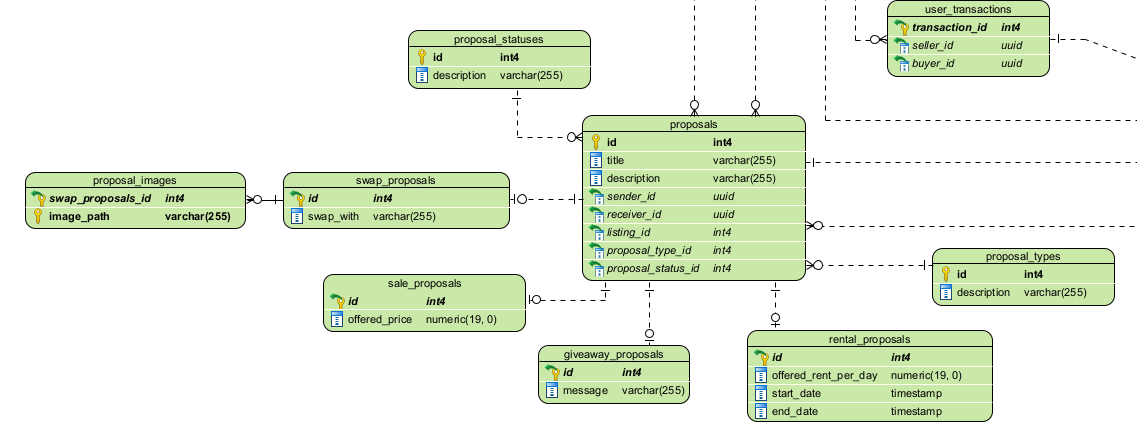 user_transactions
transaction_id int4
seller_id uuid
buyer_id uuid
proposal_statuses
id int4
description varchar(255)
proposals
id int4
title varchar(255)
description varchar(255)
sender_id uuid
receiver_id uuid
listing_id int4
proposal_type_id int4
proposal_status_id int4
proposal_images
swap_proposals_id int4
image_path varchar(255)
swap_proposals
id int4
swap_with varchar(255)
proposal_types
id int4
description varchar(255)
sale_proposals
id int4
offered_price numeric(19, 0)
giveaway_proposals
id int4
message varchar(255)
rental_proposals
id int4
offered_rent_per_day numeric(19, 0)
start_date timestamp
end_date timestamp